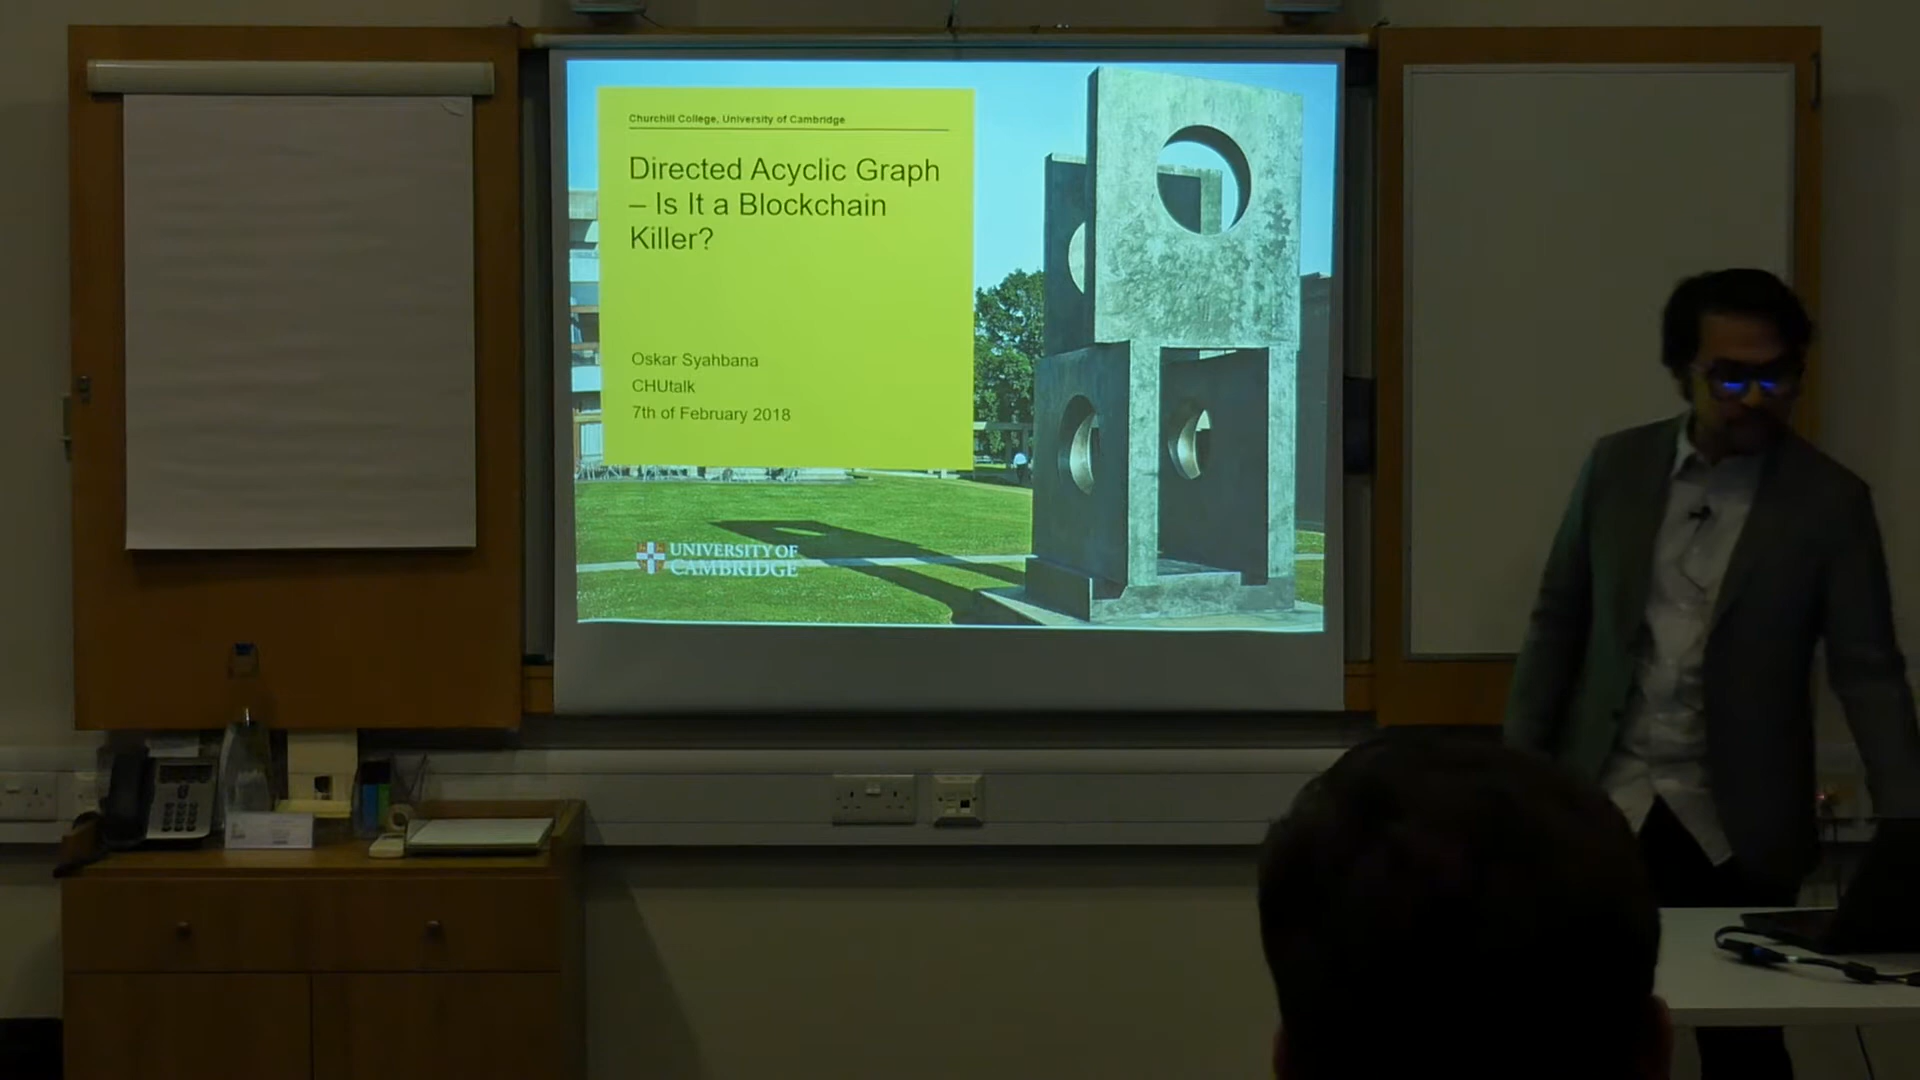 Churchill College, University of Cambridge
Directed Acyclic Graph
– Is It a Blockchain
Killer?
Oskar Syahbana
CHUtalk
7th of February 2018
UNIVERSITY OF
CAMBRIDGE